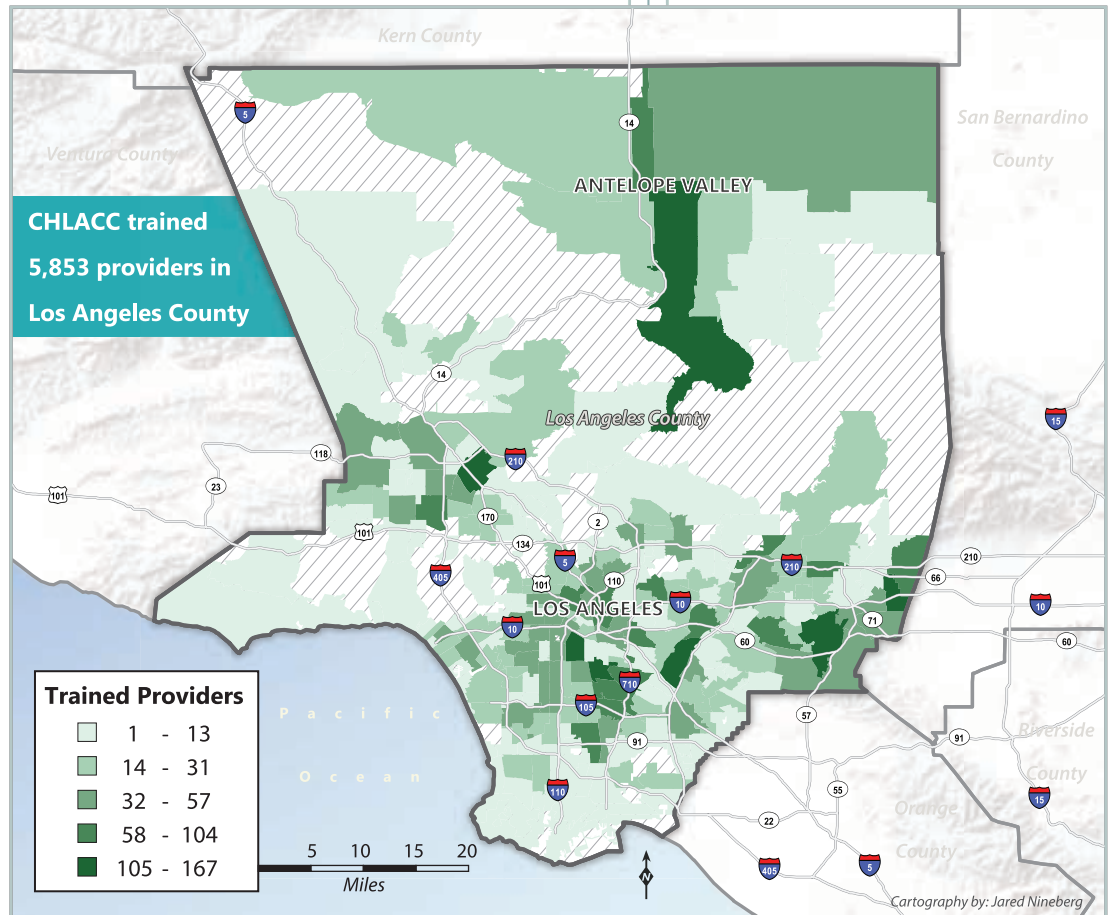 Kern County
5
14
San Bernardino
County
Ventura County
ANTELOPE VALLEY
CHLACC trained
5,853 providers in
Los Angeles County
14
Los Angeles County
15
118
210
23
101
170
2
101
134
5
210
210
405
101
110
66
10
10
LOS ANGELES
10
71
60
60
710
105
Trained Providers
1 - 13
14 - 31
32 - 57
58 - 104
105 - 167
Pacific
Ocean
57
91
91
Riverside
County
110
55
15
22
Orange
County
5 10 15 20
Miles
N
405
5
Cartography by: Jared Nineberg